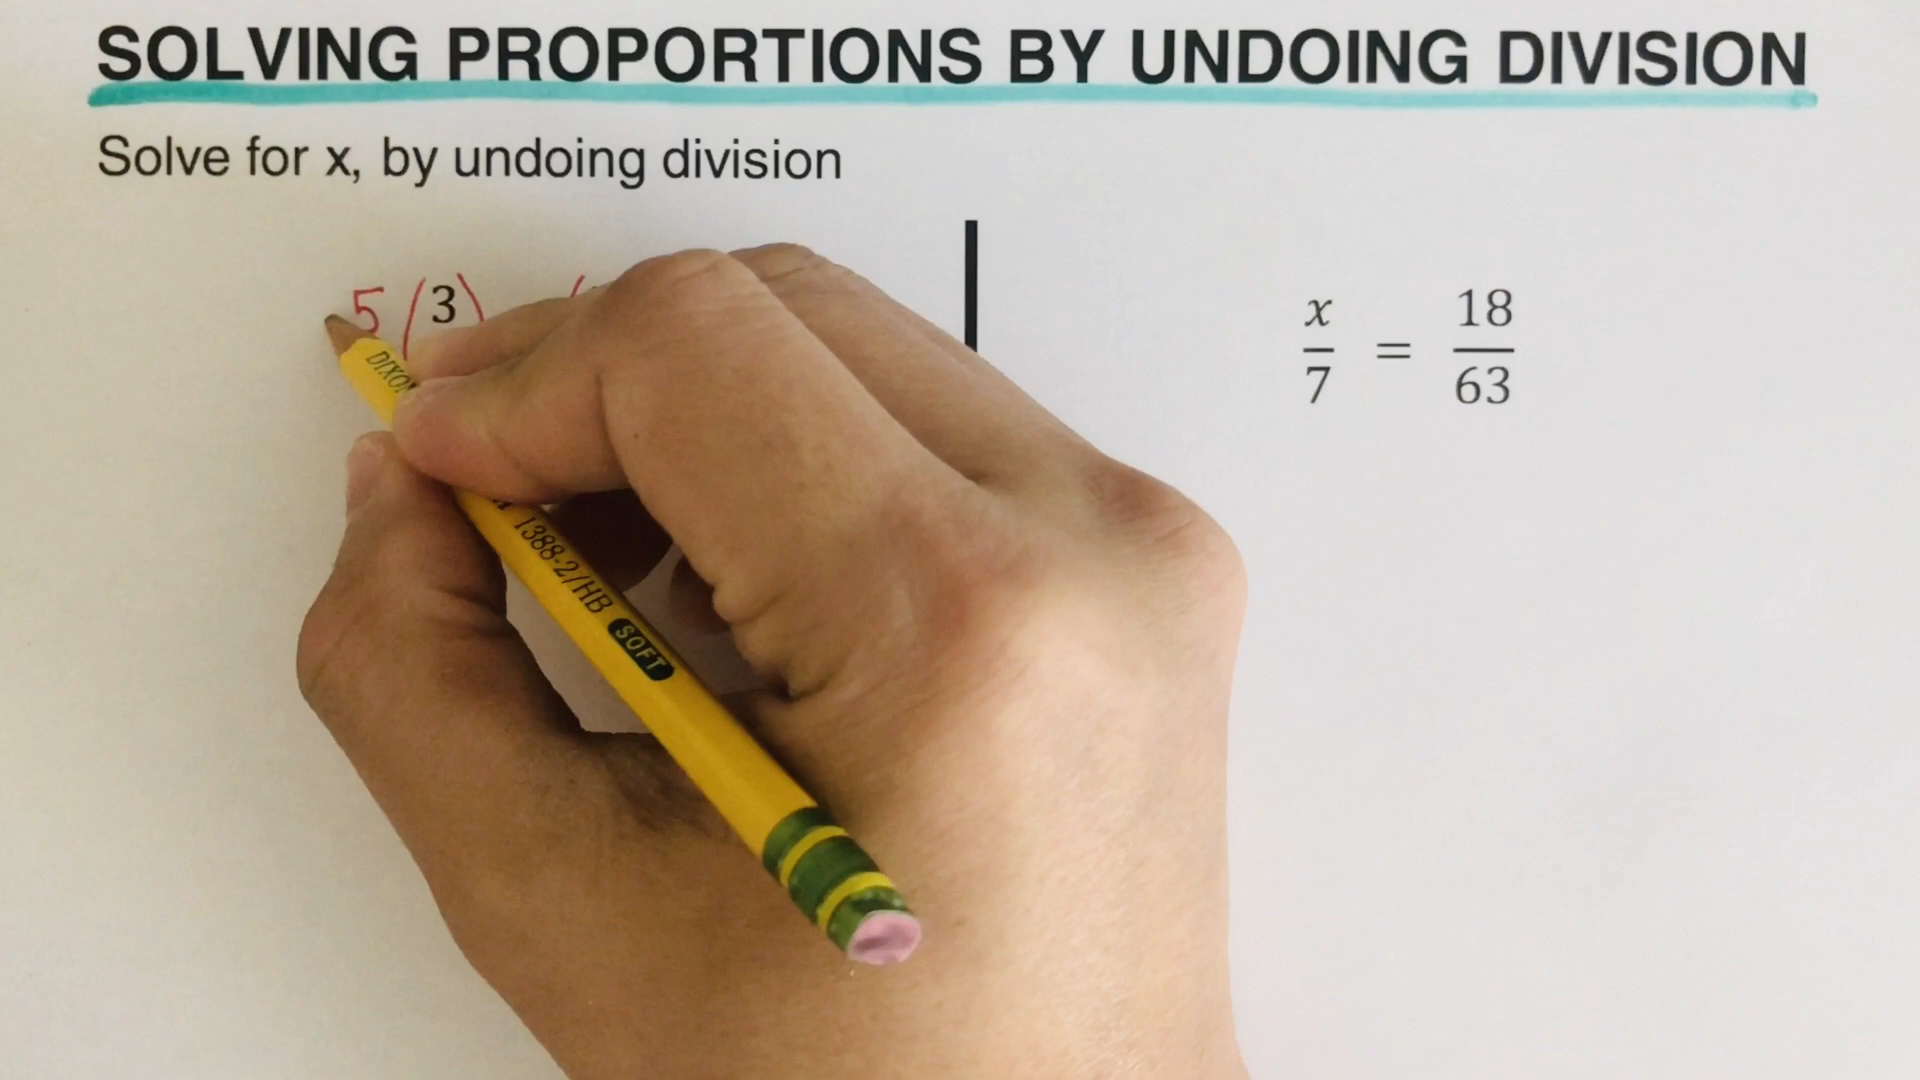 SOLVING PROPORTIONS BY UNDOING DIVISION
Solve for x, by undoing division
5 (3) (
x/7 = 18/63
DIXON
1388-2/HB SOFT